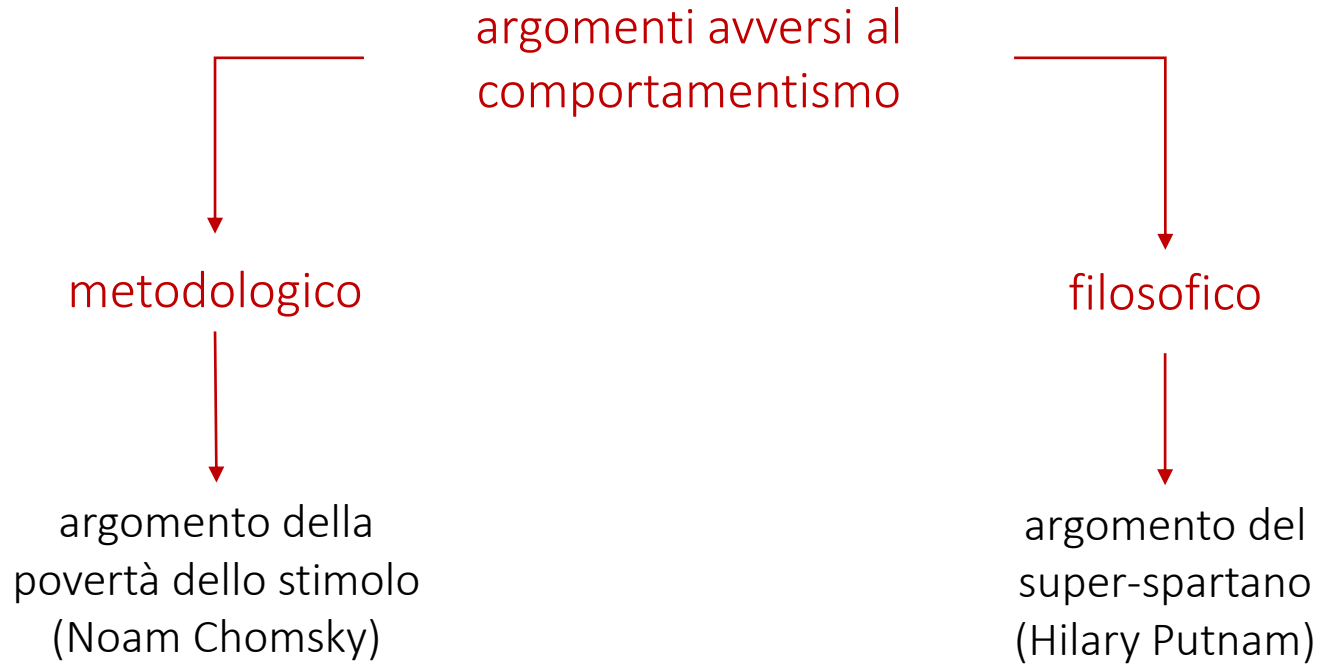 argomenti avversi al
comportamentismo
metodologico
filosofico
argomento della
povertà dello stimolo
(Noam Chomsky)
argomento del
super-spartano
(Hilary Putnam)